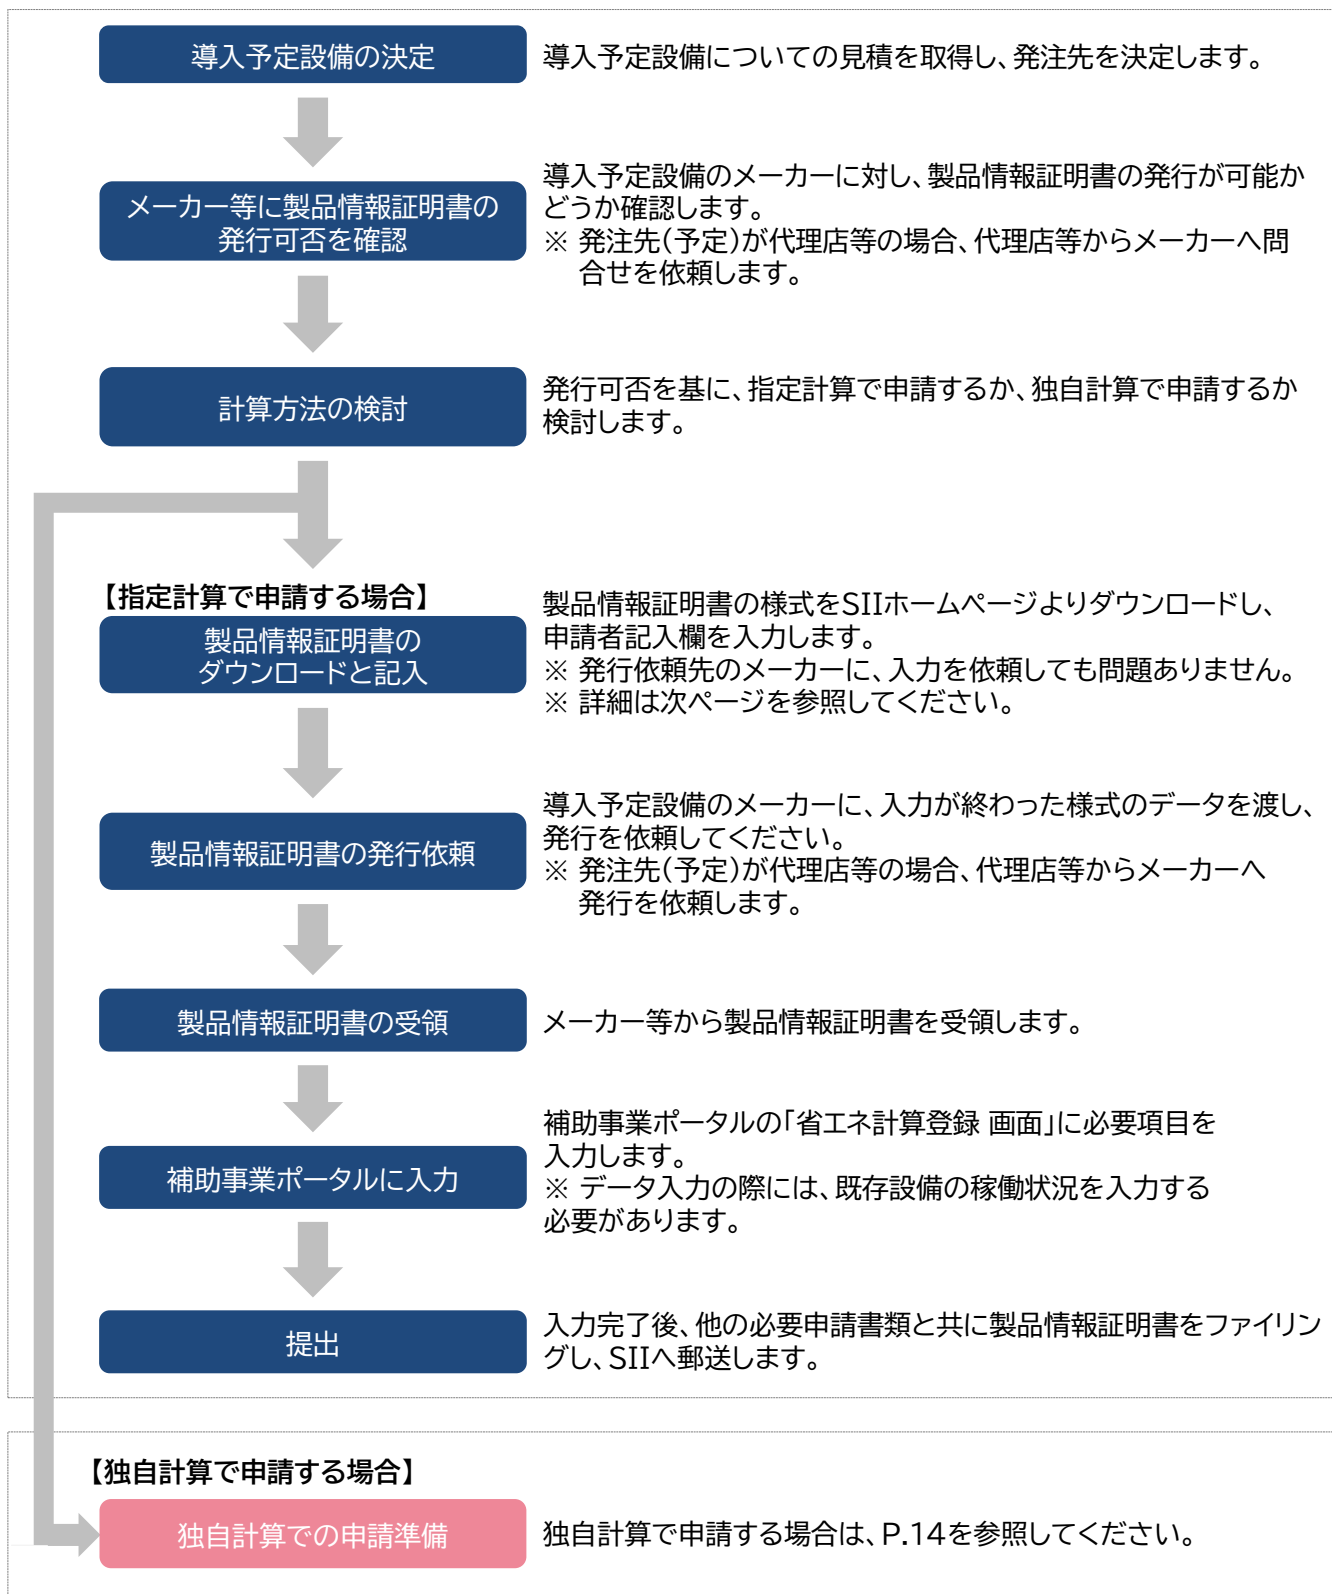 導入予定設備の決定
導入予定設備についての見積を取得し、発注先を決定します。
メーカー等に製品情報証明書の
発行可否を確認
導入予定設備のメーカーに対し、製品情報証明書の発行が可能か
どうか確認します。
※ 発注先(予定)が代理店等の場合、代理店等からメーカーへ問
合せを依頼します。
計算方法の検討
発行可否を基に、指定計算で申請するか、独自計算で申請するか
検討します。
【指定計算で申請する場合】
製品情報証明書の
ダウンロードと記入
製品情報証明書の様式をSIIホームページよりダウンロードし、
申請者記入欄を入力します。
※ 発行依頼先のメーカーに、入力を依頼しても問題ありません。
※ 詳細は次ページを参照してください。
製品情報証明書の発行依頼
導入予定設備のメーカーに、入力が終わった様式のデータを渡し、
発行を依頼してください。
※ 発注先(予定)が代理店等の場合、代理店等からメーカーへ
発行を依頼します。
製品情報証明書の受領
メーカー等から製品情報証明書を受領します。
補助事業ポータルに入力
補助事業ポータルの「省エネ計算登録 画面」に必要項目を
入力します。
※ データ入力の際には、既存設備の稼働状況を入力する
必要があります。
提出
入力完了後、他の必要申請書類と共に製品情報証明書をファイリン
グし、SIIへ郵送します。
【独自計算で申請する場合】
独自計算での申請準備
独自計算で申請する場合は、P.14を参照してください。